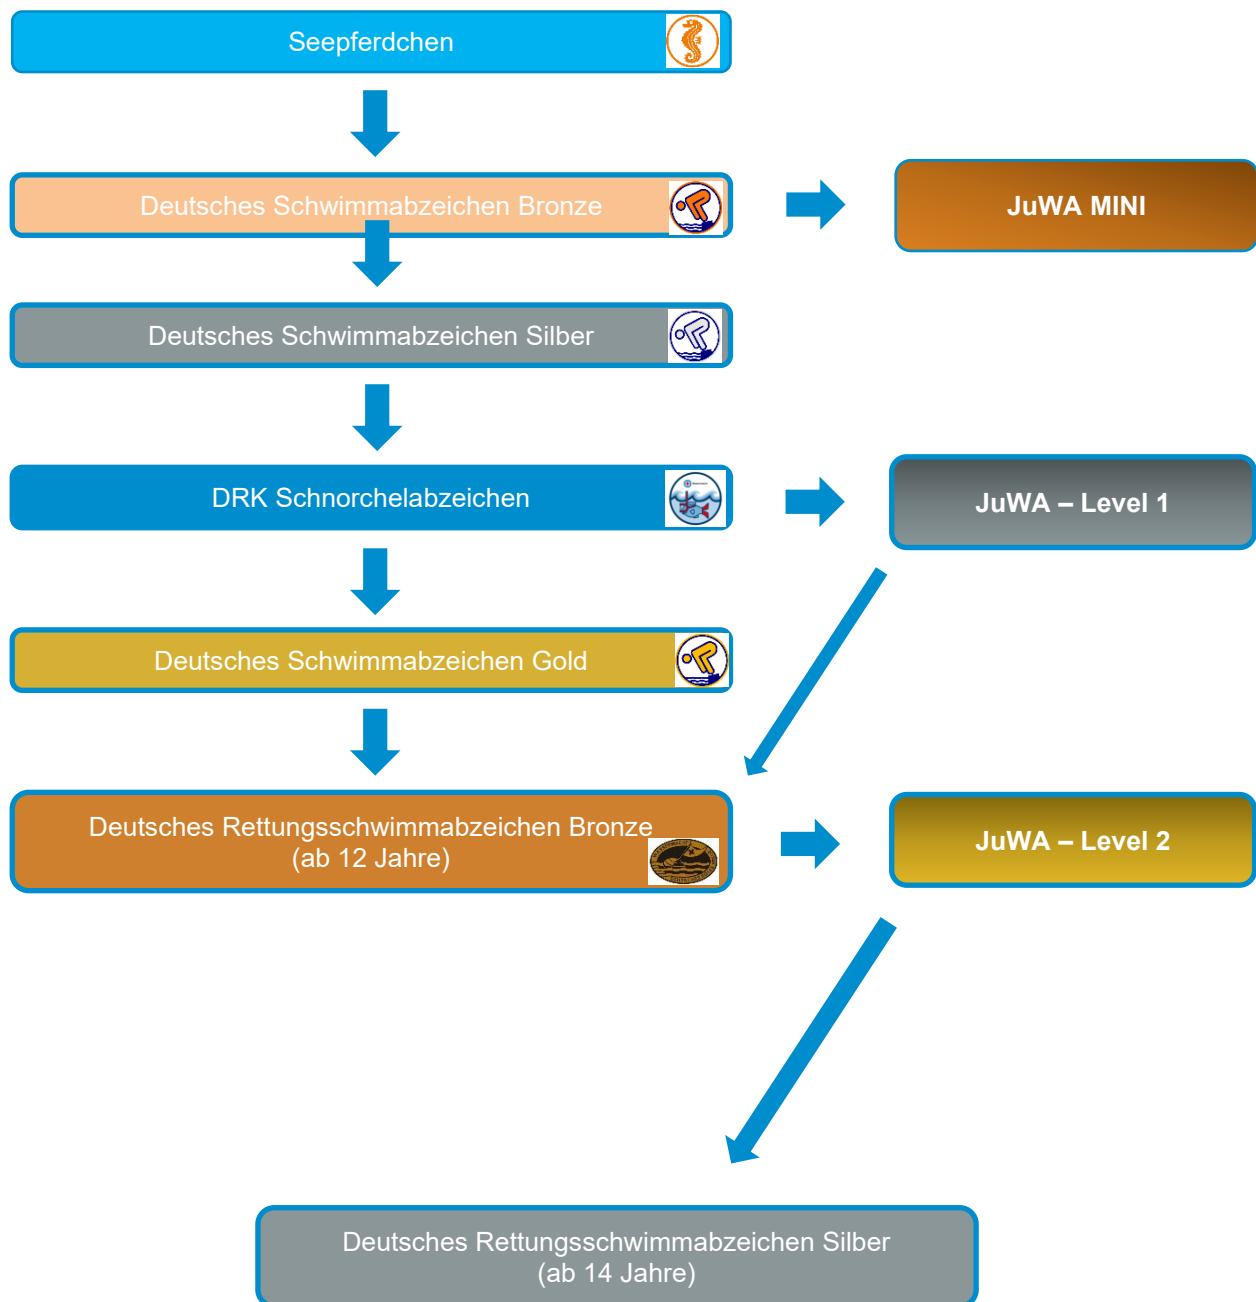 Seepferdchen
Deutsches Schwimmabzeichen Bronze
JuWA MINI
Deutsches Schwimmabzeichen Silber
DRK Schnorchelabzeichen
JuWA – Level 1
Deutsches Schwimmabzeichen Gold
Deutsches Rettungsschwimmabzeichen Bronze
(ab 12 Jahre)
JuWA – Level 2
Deutsches Rettungsschwimmabzeichen Silber
(ab 14 Jahre)